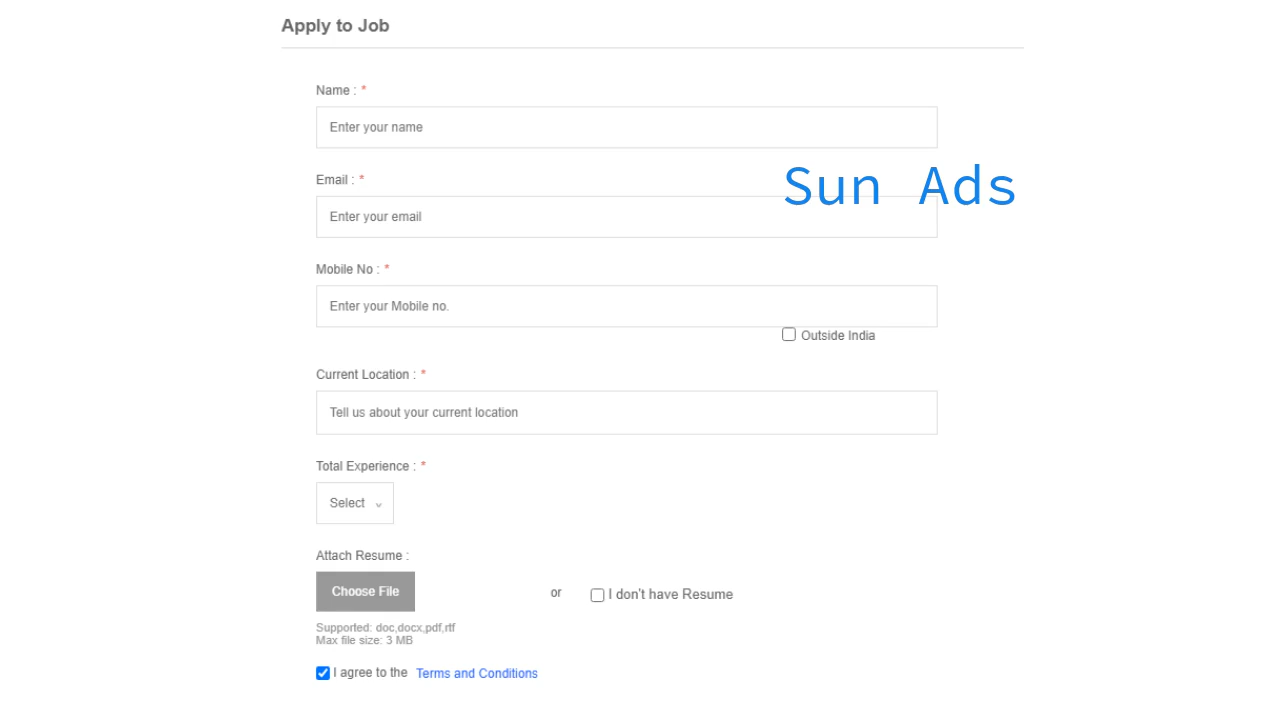 Apply to Job
Name : *
Enter your name
Sun Ads
Email : *
Enter your email
Mobile No : *
Enter your Mobile no.
Outside India
Current Location : *
Tell us about your current location
Total Experience : *
Select
Attach Resume :
Choose File or I don't have Resume
Supported: doc,docx,pdf,rtf
Max file size: 3 MB
I agree to the Terms and Conditions